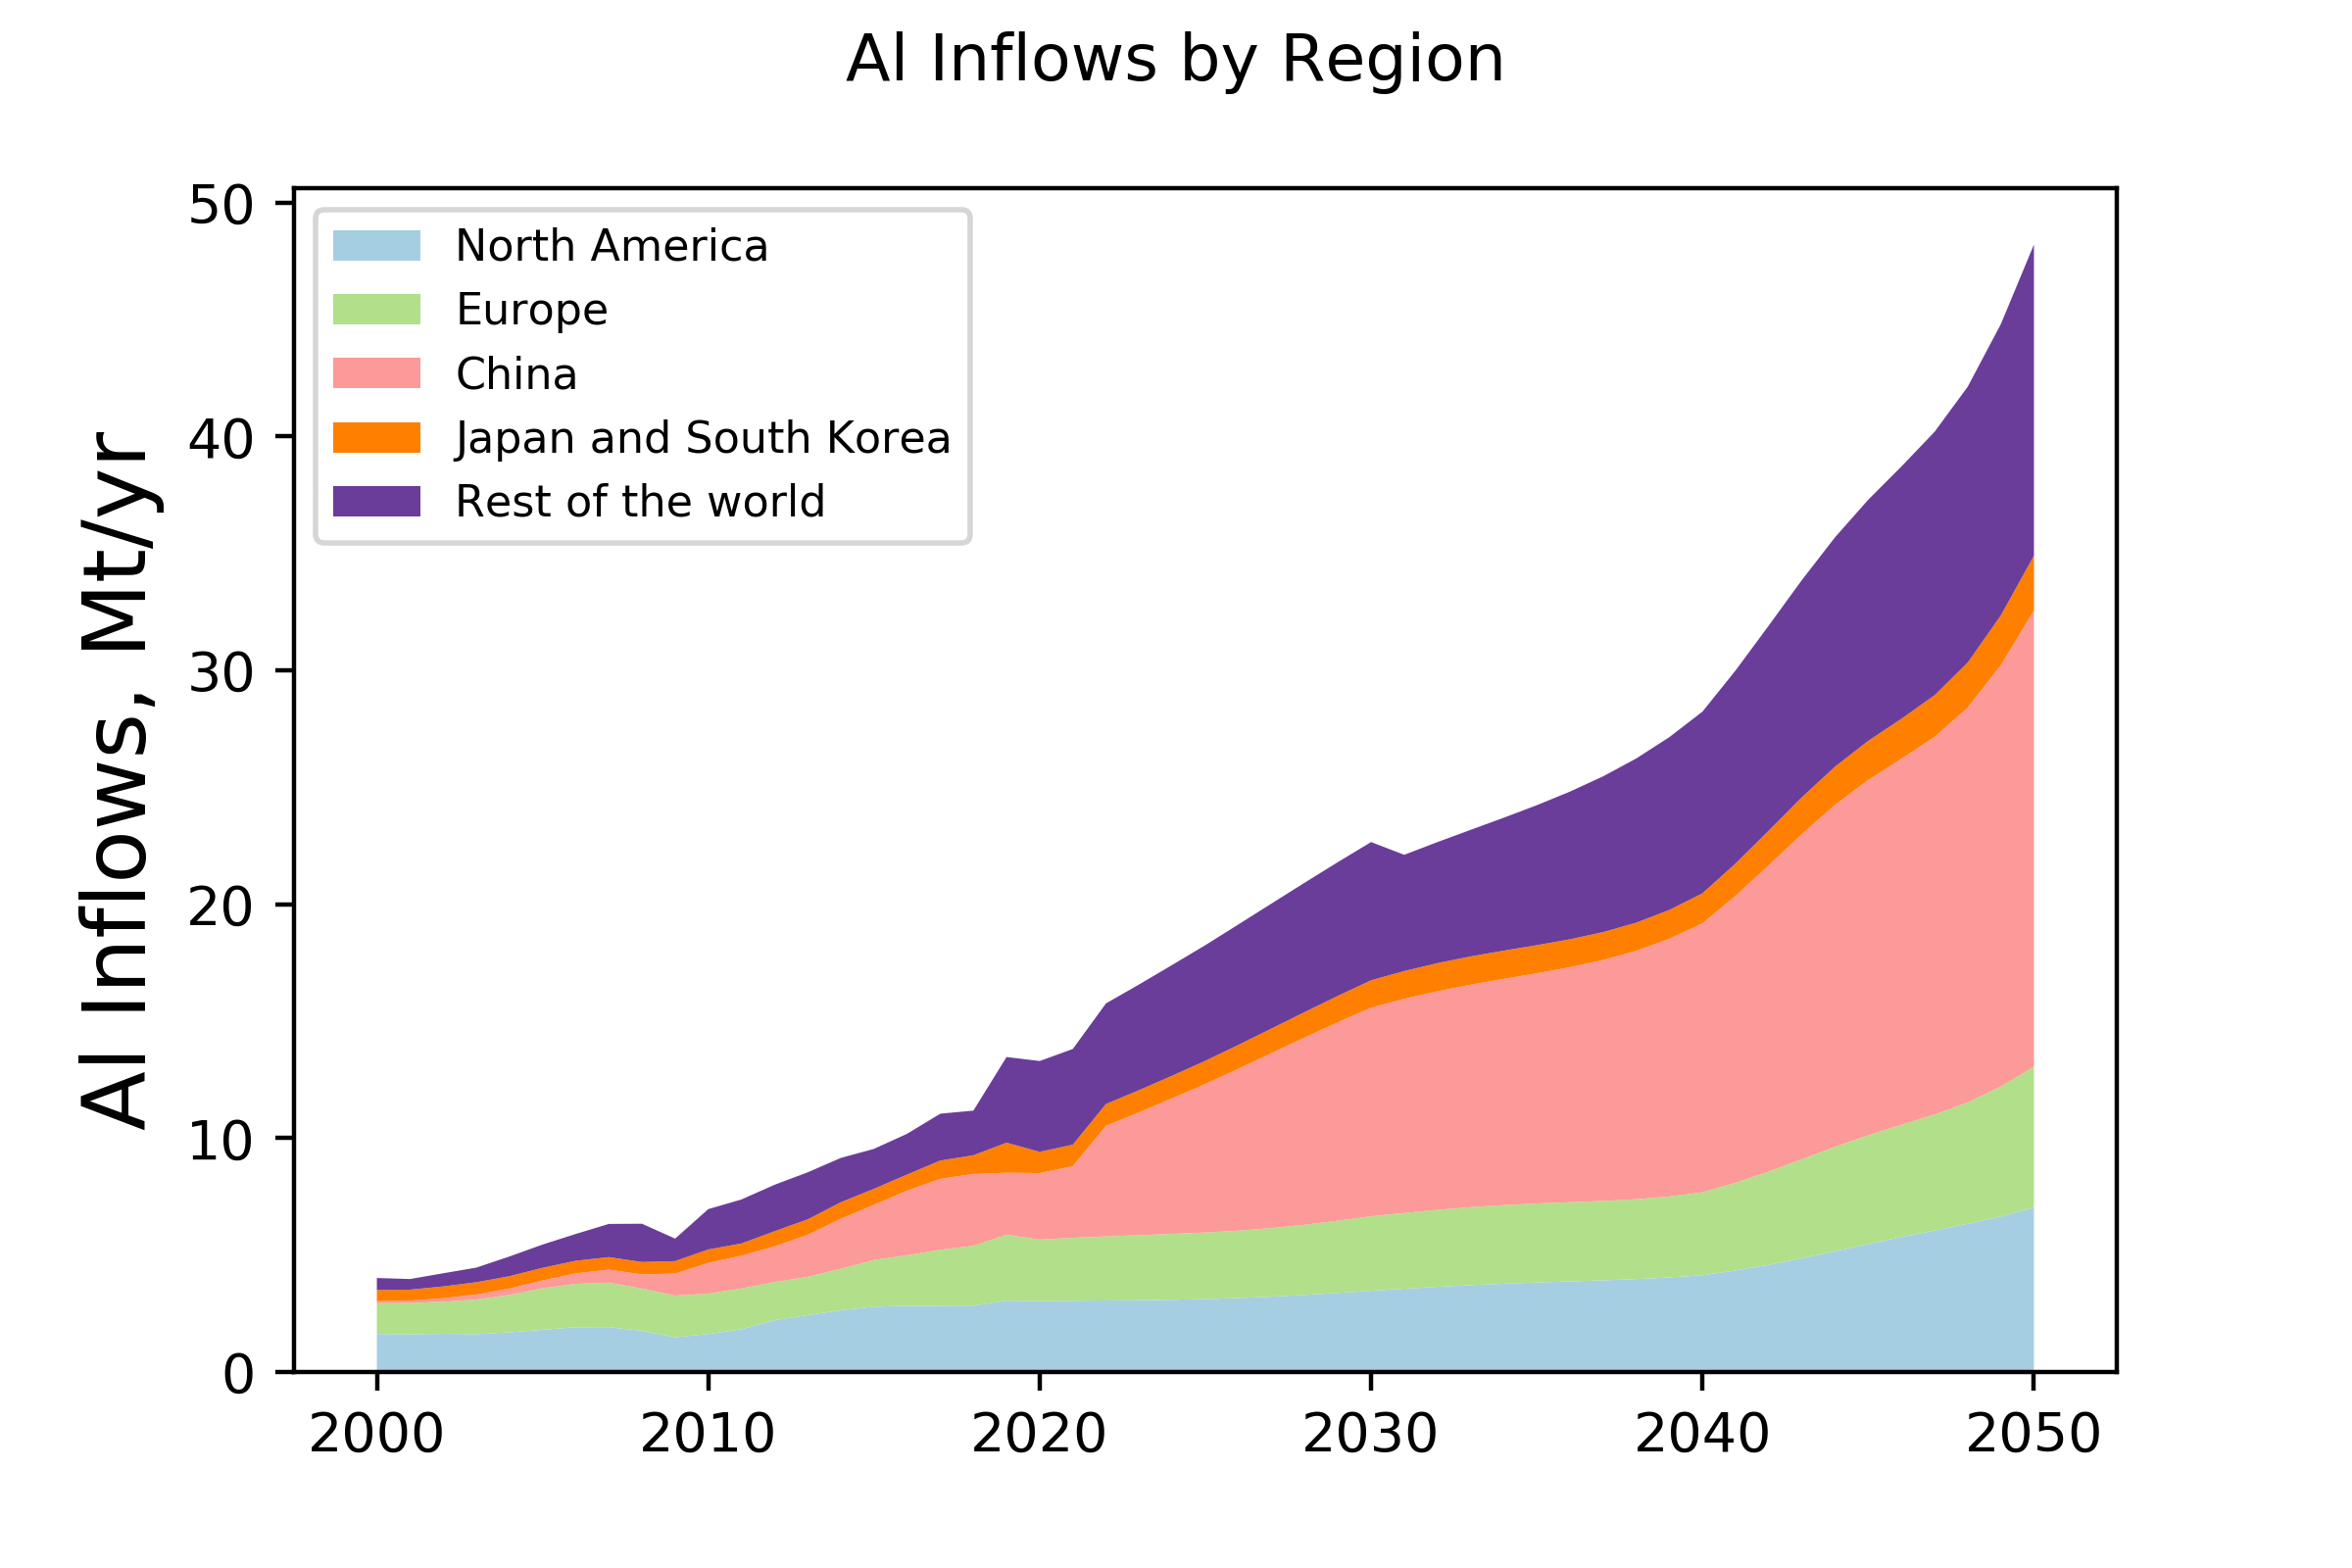 Al Inflows by Region
Al Inflows, Mt/yr
50
40
30
20
10
0
North America
Europe
China
Japan and South Korea
Rest of the world
2000
2010
2020
2030
2040
2050